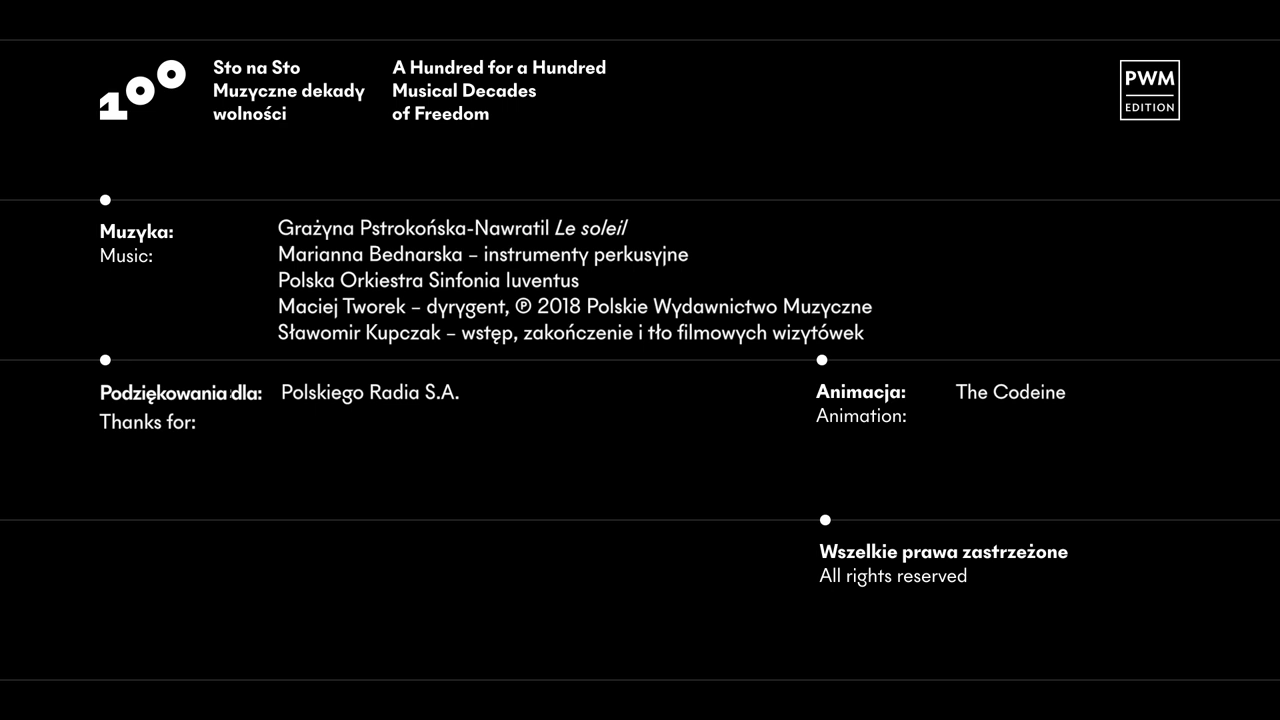 100
Sto na Sto
Muzyczne dekady
wolności
A Hundred for a Hundred
Musical Decades
of Freedom
PWM
EDITION
Muzyka:
Music:
Grażyna Pstrokońska-Nawratil Le soleil
Marianna Bednarska – instrumenty perkusyjne
Polska Orkiestra Sinfonia Iuventus
Maciej Tworek – dyrygent, ℗ 2018 Polskie Wydawnictwo Muzyczne
Sławomir Kupczak – wstęp, zakończenie i tło filmowych wizytówek
Podziękowania dla:
Thanks for:
Polskiego Radia S.A.
Animacja:
Animation:
The Codeine
Wszelkie prawa zastrzeżone
All rights reserved